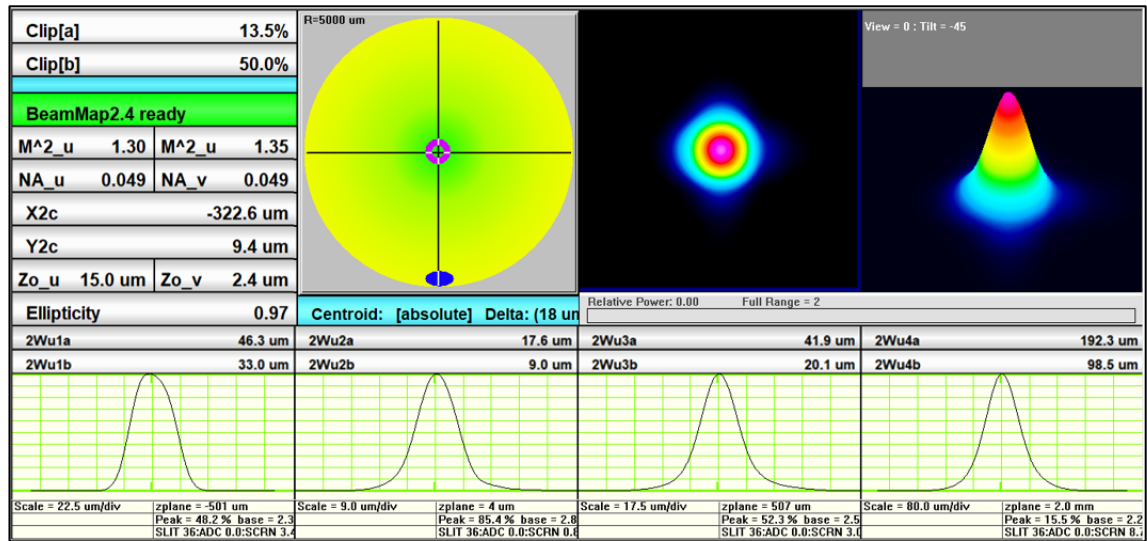 Clip[a] 13.5%
Clip[b] 50.0%
BeamMap2.4 ready
M^2_u 1.30 M^2_u 1.35
NA_u 0.049 NA_v 0.049
X2c -322.6 um
Y2c 9.4 um
Zo_u 15.0 um Zo_v 2.4 um
Ellipticity 0.97
R=5000 um
Centroid: [absolute] Delta: (18 un
View = 0 : Tilt = -45
Relative Power: 0.00 Full Range = 2
2Wu1a 46.3 um
2Wu1b 33.0 um
Scale = 22.5 um/div
zplane = -501 um
Peak = 48.2 % base = 2.3
SLIT 36:ADC 0.0:SCRN 3.4
2Wu2a 17.6 um
2Wu2b 9.0 um
Scale = 9.0 um/div
zplane = 4 um
Peak = 85.4 % base = 2.8
SLIT 36:ADC 0.0:SCRN
2Wu3a 41.9 um
2Wu3b 20.1 um
Scale = 17.5 um/div
zplane = 507 um
Peak = 52.3 % base = 2.5
SLIT 36:ADC 0.0:SCRN
2Wu4a 192.3 um
2Wu4b 98.5 um
Scale = 80.0 um/div
zplane = 2.0 mm
Peak = 15.5 % base = 2.2
SLIT 36:ADC 0.0:SCRN